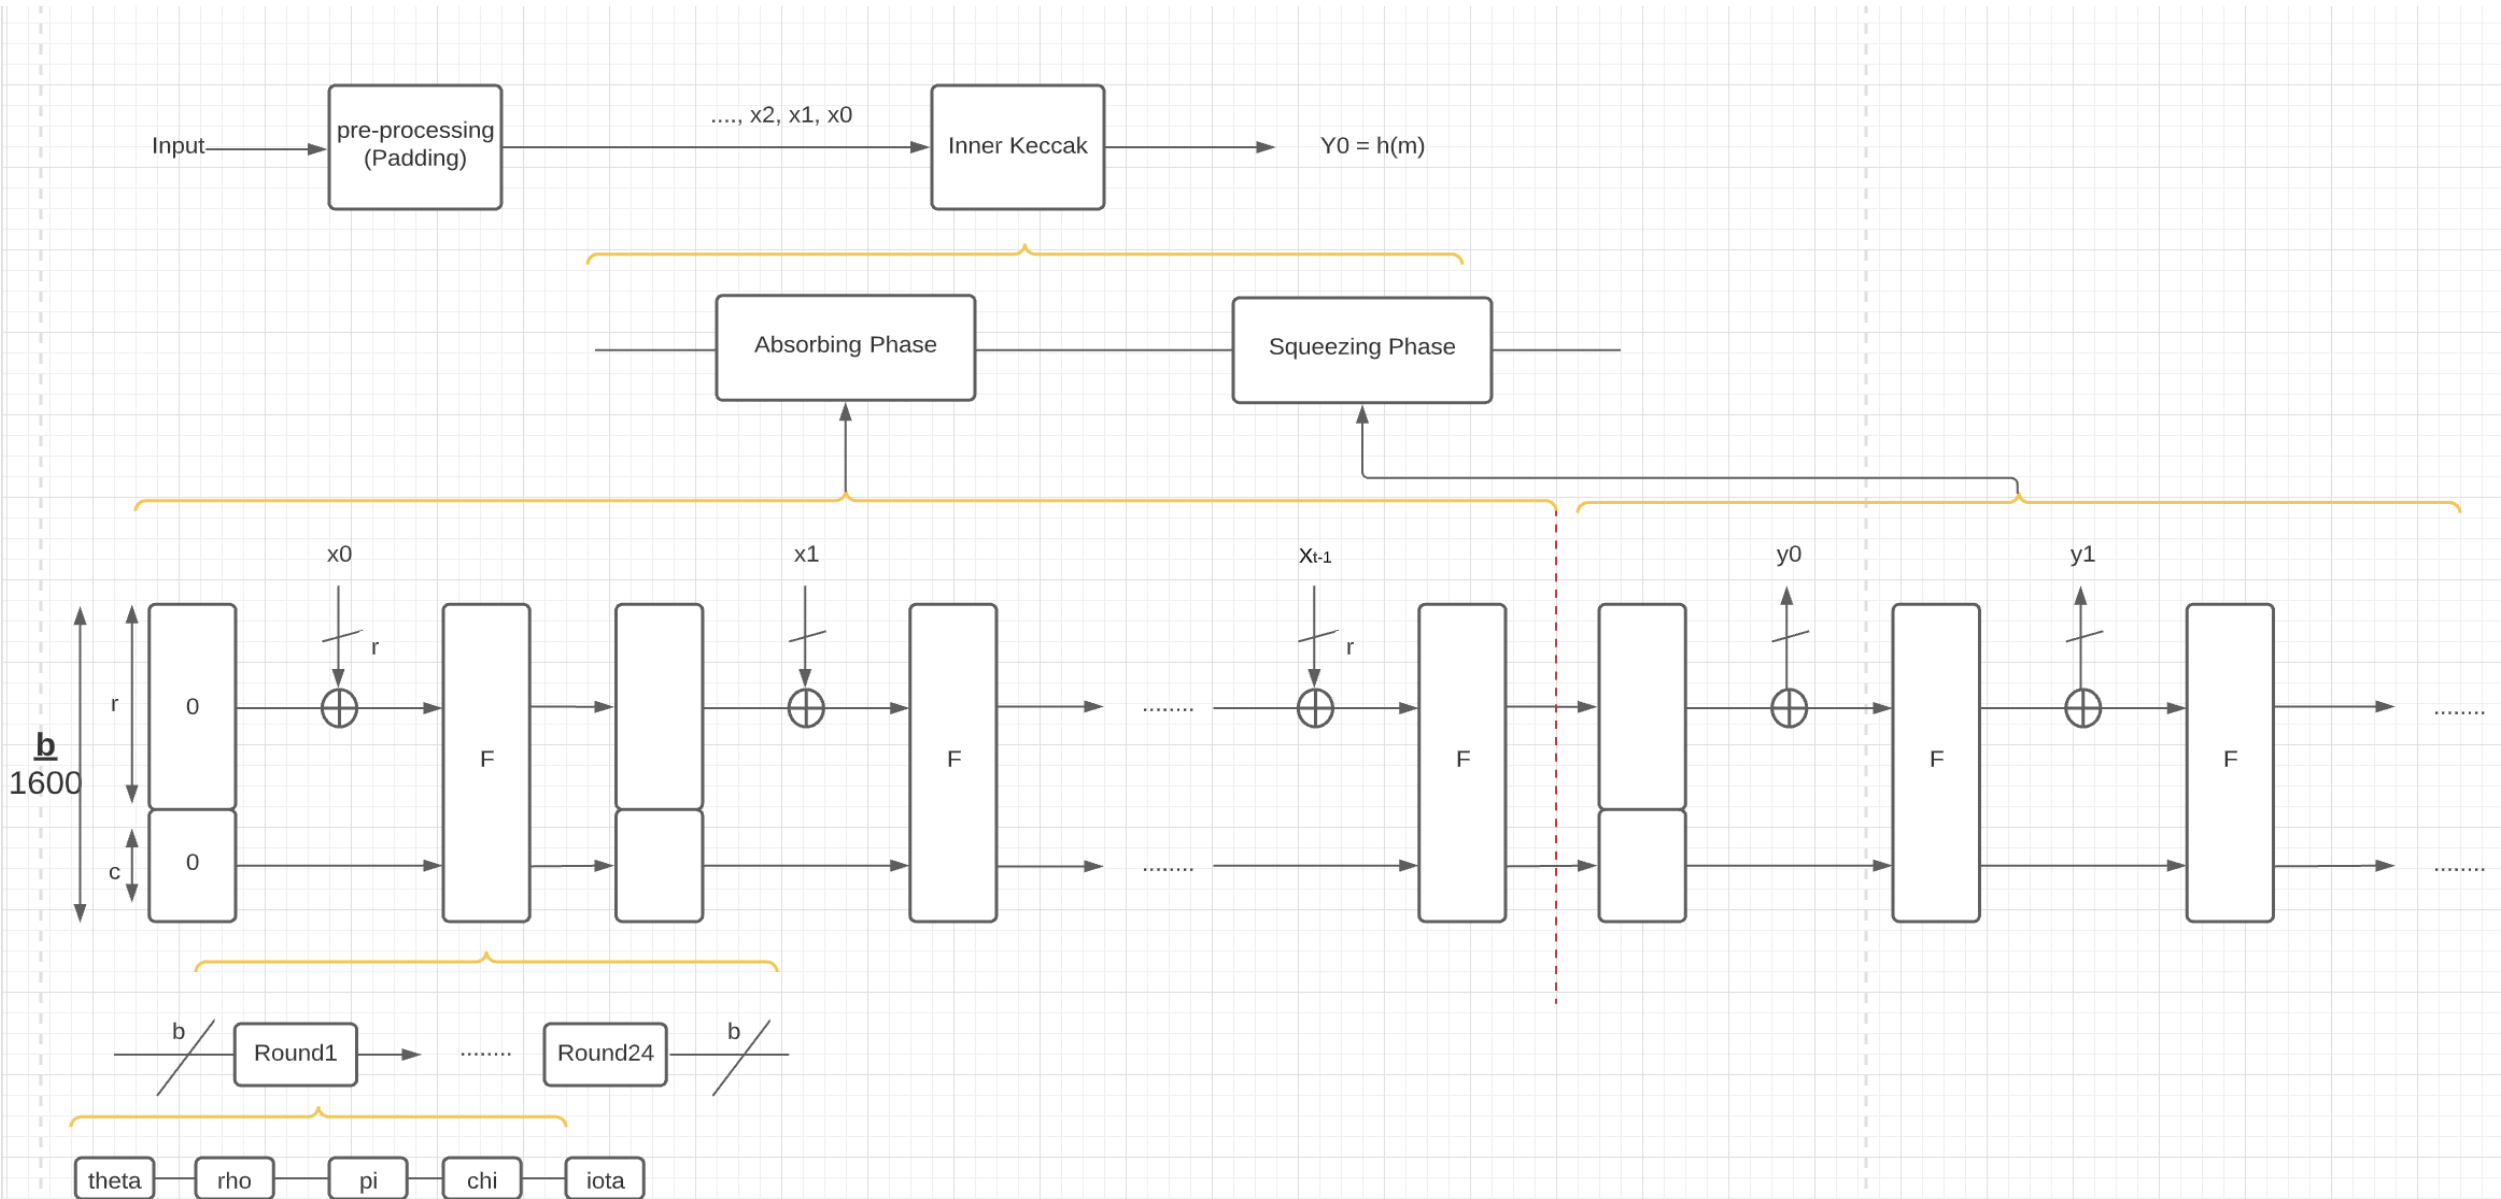 Input
pre-processing
(Padding)
...., x2, x1, x0
Inner Keccak
Y0 = h(m)
Absorbing Phase
Squeezing Phase
x0
x1
xt-1
y0
y1
r
r
r
0
0
b
1600
c
F
F
........
........
F
F
F
........
........
b
Round1
........
Round24
b
theta
rho
pi
chi
iota